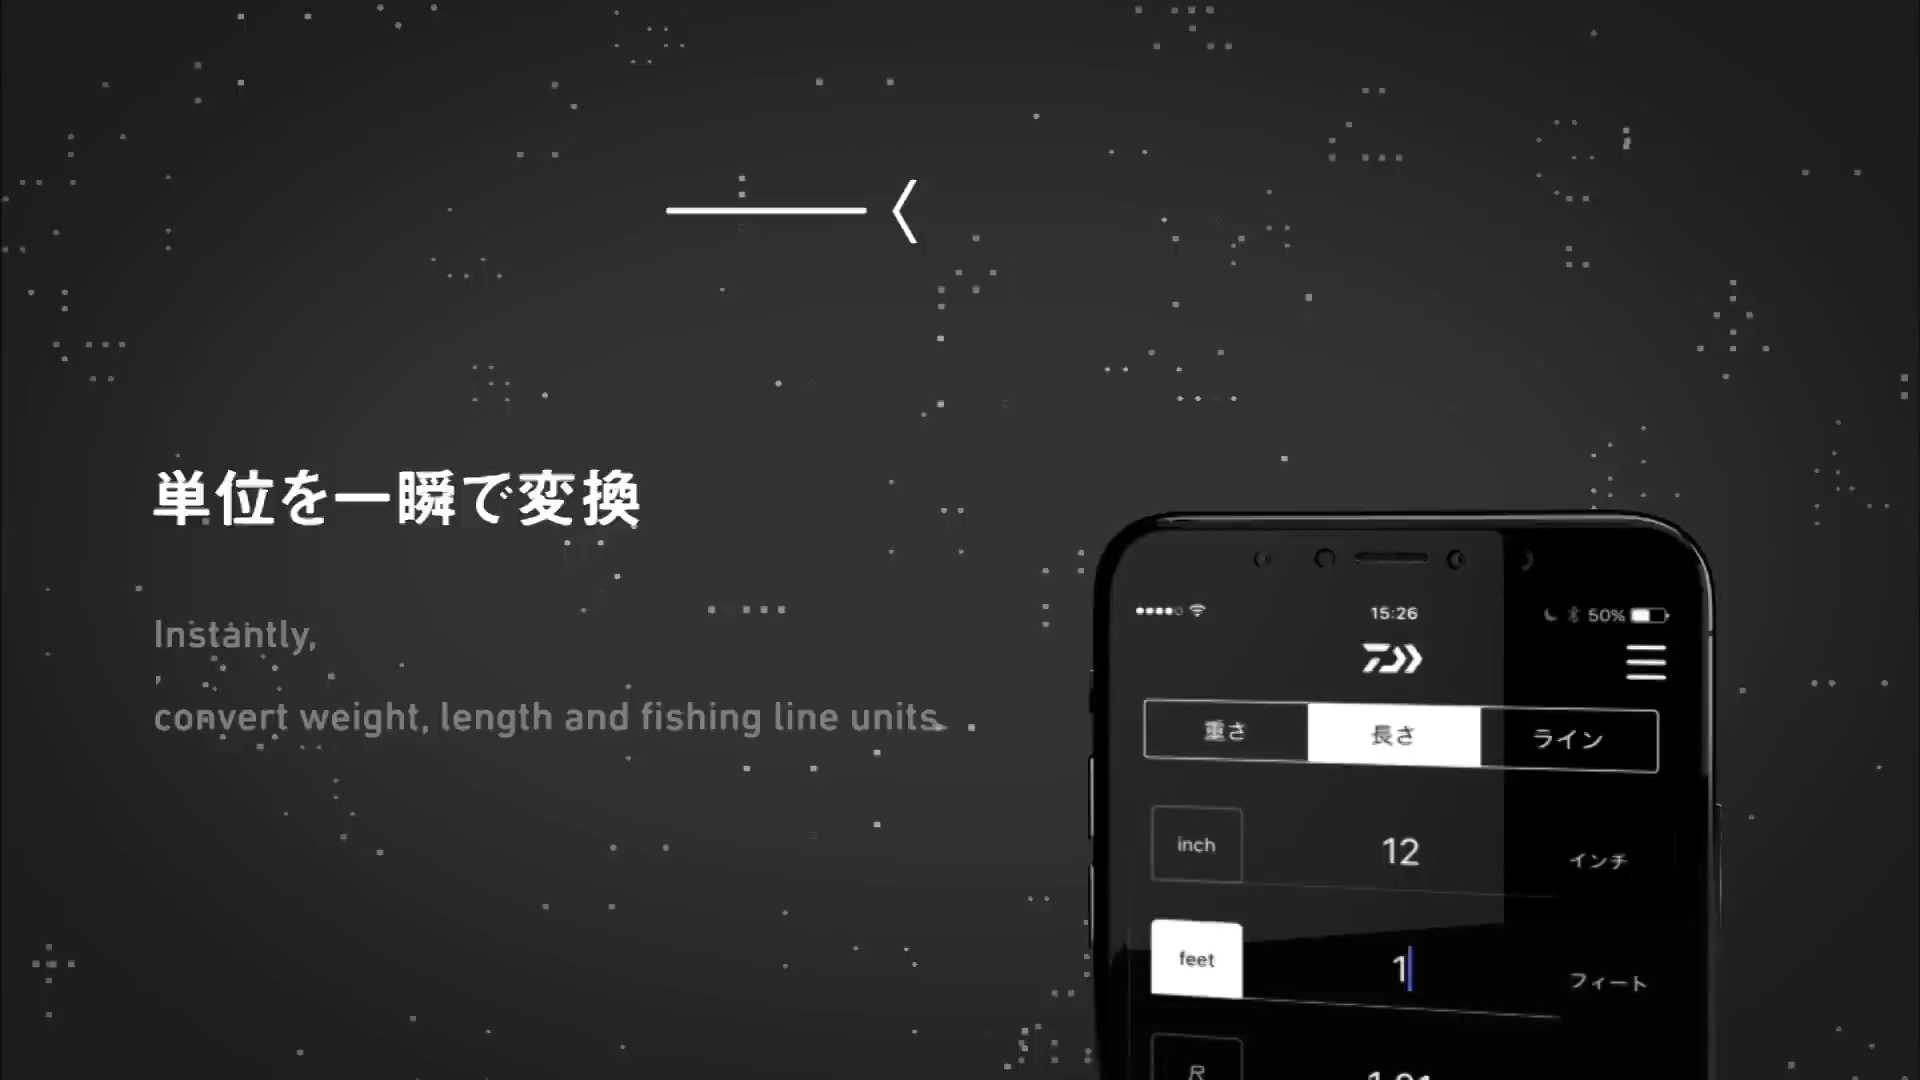 単位を一瞬で変換
Instantly,
convert weight, length and fishing line units.
15:26
50%
重さ
長さ
ライン
inch
12
インチ
feet
1
フィート
R